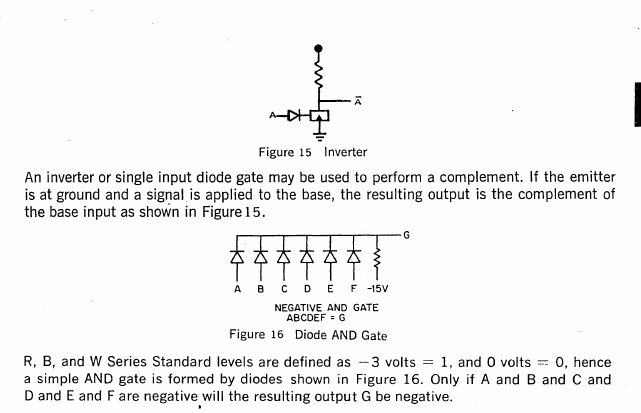 A
A̅
Figure 15 Inverter
An inverter or single input diode gate may be used to perform a complement. If the emitter
is at ground and a signal is applied to the base, the resulting output is the complement of
the base input as shown in Figure 15.
G
A B C D E F -15V
NEGATIVE AND GATE
ABCDEF = G
Figure 16 Diode AND Gate
R, B, and W Series Standard levels are defined as −3 volts = 1, and 0 volts = 0, hence
a simple AND gate is formed by diodes shown in Figure 16. Only if A and B and C and
D and E and F are negative will the resulting output G be negative.